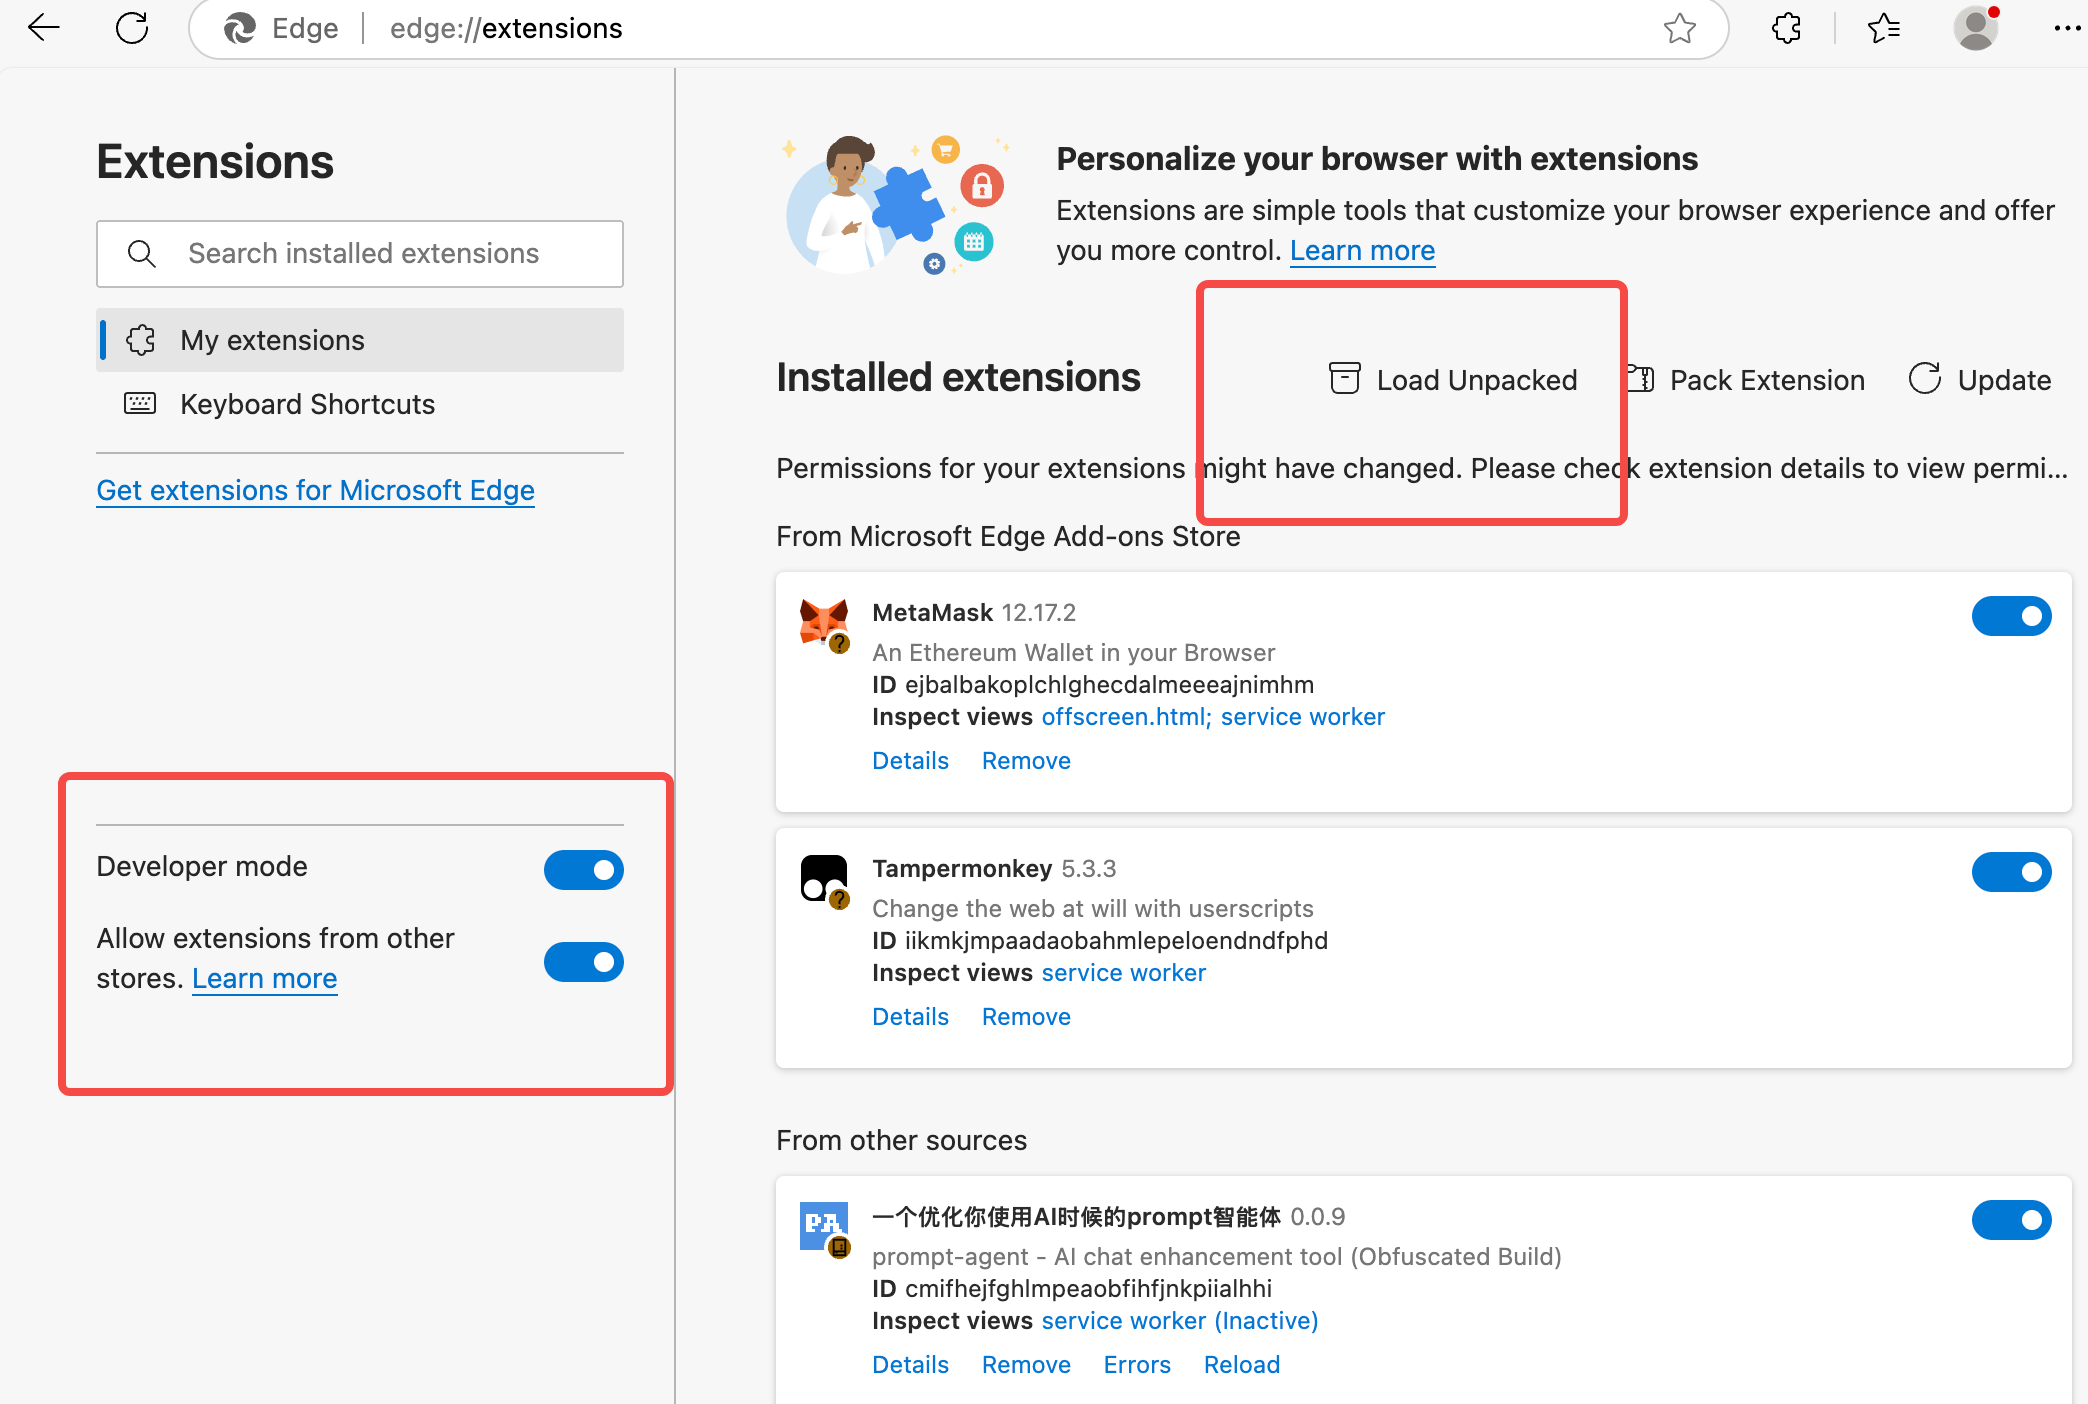 Edge
edge://extensions
Extensions
Search installed extensions
My extensions
Keyboard Shortcuts
Get extensions for Microsoft Edge
Developer mode
Allow extensions from other
stores. Learn more
Personalize your browser with extensions
Extensions are simple tools that customize your browser experience and offer
you more control. Learn more
Installed extensions
Load Unpacked
Pack Extension
Update
Permissions for your extensions might have changed. Please check extension details to view permi...
From Microsoft Edge Add-ons Store
MetaMask 12.17.2
An Ethereum Wallet in your Browser
ID ejbalbakoplchlghecdalmeeeajnimhm
Inspect views offscreen.html; service worker
Details Remove
Tampermonkey 5.3.3
Change the web at will with userscripts
ID iikmkjmpaadaobahmlepeloendndfphd
Inspect views service worker
Details Remove
From other sources
PA
一个优化你使用AI时候的prompt智能体 0.0.9
prompt-agent - AI chat enhancement tool (Obfuscated Build)
ID cmifhejfghlmpeaobfihfjnkpiialhhi
Inspect views service worker (Inactive)
Details Remove Errors Reload